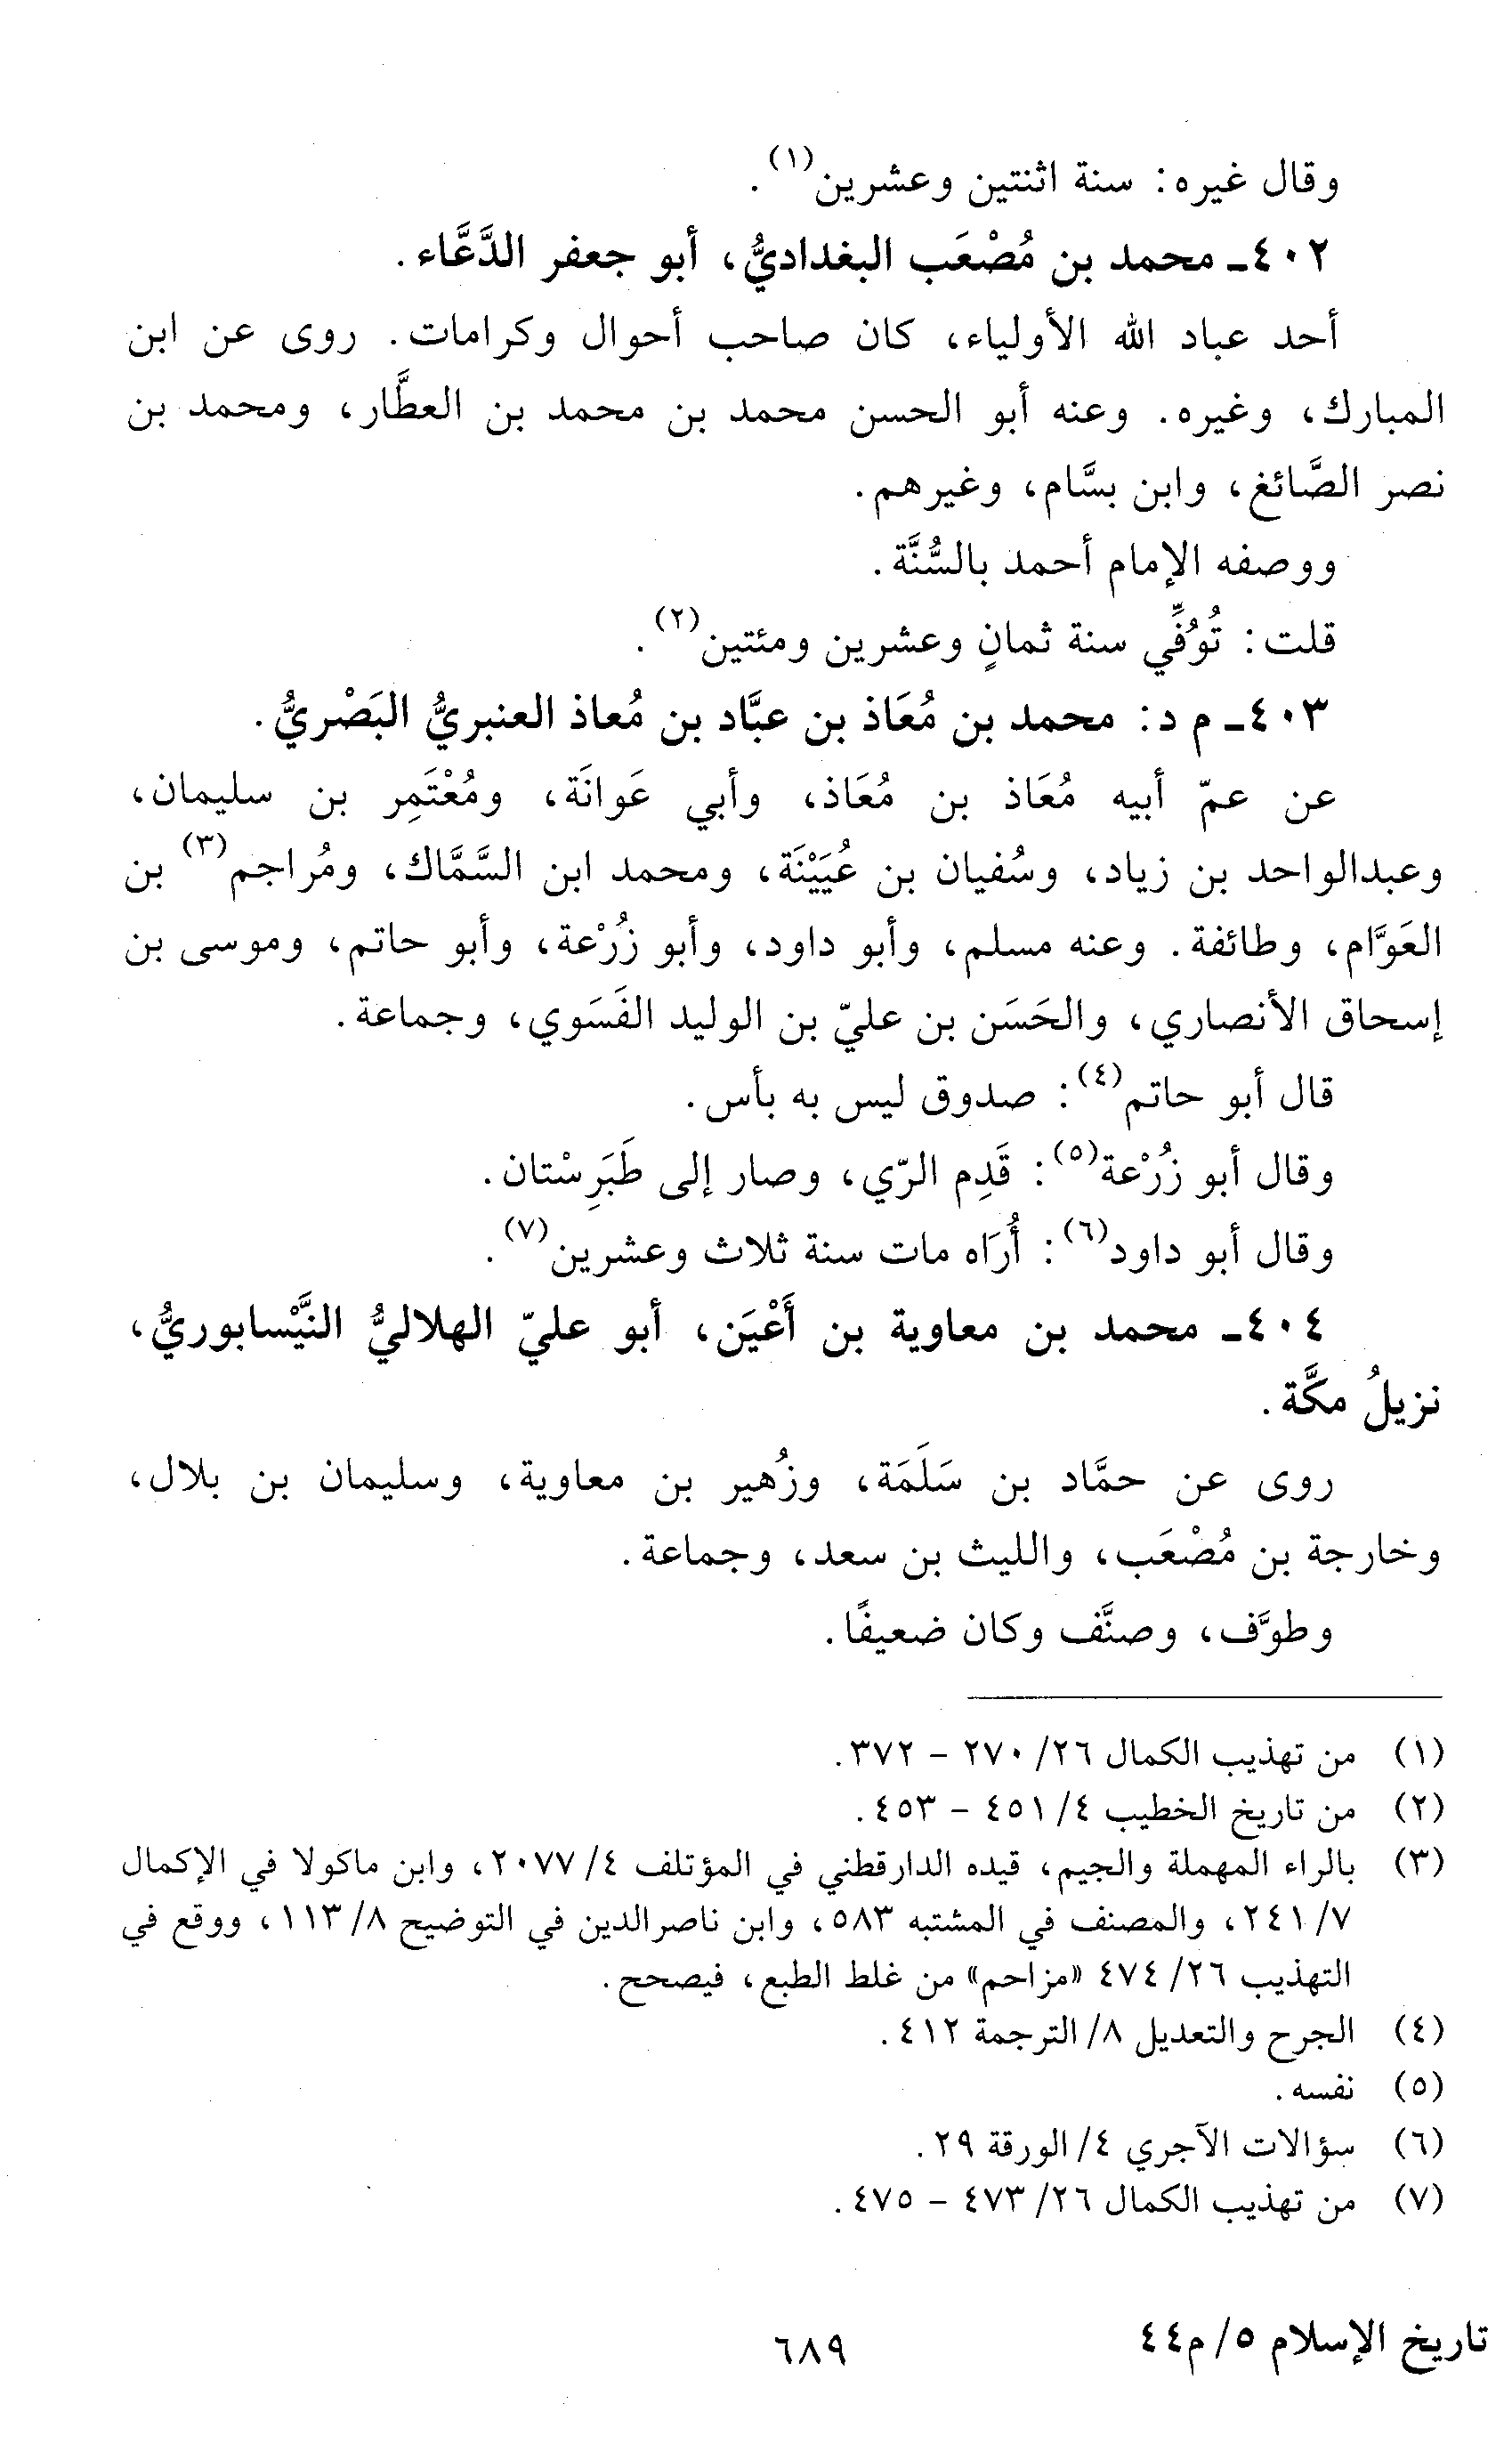 وقال غيره: سنة اثنتين وعشرين(١).
٤٠٢- محمد بن مُصْعَب البغداديُّ، أبو جعفر الدَّعَّاء.
أحد عباد الله الأولياء، كان صاحب أحوال وكرامات. روى عن ابن
المبارك، وغيره. وعنه أبو الحسن محمد بن محمد بن العطَّار، ومحمد بن
نصر الصَّائغ، وابن بسَّام، وغيرهم.
ووصفه الإمام أحمد بالسُّنَّة.
قلت: تُوُفِّي سنة ثمانٍ وعشرين ومئتين(٢).
٤٠٣- م د: محمد بن مُعَاذ بن عبَّاد بن مُعاذ العنبريُّ البَصْريُّ.
عن عمّ أبيه مُعَاذ بن مُعَاذ، وأبي عَوانَة، ومُعْتَمِر بن سليمان،
وعبدالواحد بن زياد، وسُفيان بن عُيَيْنَة، ومحمد ابن السَّمَّاك، ومُراجم(٣) بن
العَوَّام، وطائفة. وعنه مسلم، وأبو داود، وأبو زُرْعة، وأبو حاتم، وموسى بن
إسحاق الأنصاري، والحَسَن بن عليّ بن الوليد الفَسَوي، وجماعة.
قال أبو حاتم(٤): صدوق ليس به بأس.
وقال أبو زُرْعة(٥): قَدِم الرّي، وصار إلى طَبَرِسْتان.
وقال أبو داود(٦): أُرَاه مات سنة ثلاث وعشرين(٧).
٤٠٤- محمد بن معاوية بن أَعْيَن، أبو عليّ الهلاليُّ النَّيْسابوريُّ،
نزيلُ مكَّة.
روى عن حمَّاد بن سَلَمَة، وزُهير بن معاوية، وسليمان بن بلال،
وخارجة بن مُصْعَب، والليث بن سعد، وجماعة.
وطوَّف، وصنَّف وكان ضعيفًا.
(١) من تهذيب الكمال ٢٦/ ٢٧٠ - ٣٧٢.
(٢) من تاريخ الخطيب ٤/ ٤٥١ - ٤٥٣.
(٣) بالراء المهملة والجيم، قيده الدارقطني في المؤتلف ٤/ ٢٠٧٧، وابن ماكولا في الإكمال
٧/ ٢٤١، والمصنف في المشتبه ٥٨٣، وابن ناصرالدين في التوضيح ٨/ ١١٣، ووقع في
التهذيب ٢٦/ ٤٧٤ «مزاحم» من غلط الطبع، فيصحح.
(٤) الجرح والتعديل ٨/ الترجمة ٤١٢.
(٥) نفسه.
(٦) سؤالات الآجري ٤/ الورقة ٢٩.
(٧) من تهذيب الكمال ٢٦/ ٤٧٣ - ٤٧٥.
تاريخ الإسلام ٥/ م٤٤
٦٨٩